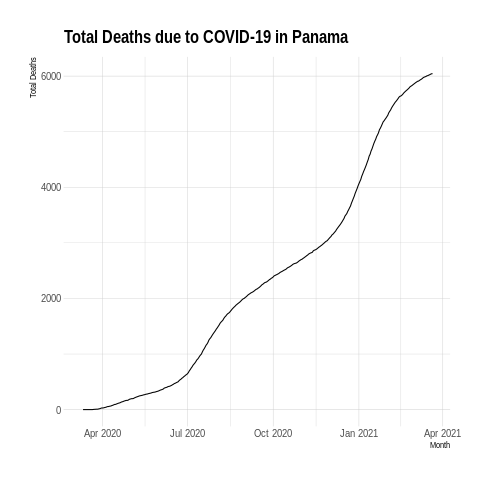 Total Deaths due to COVID-19 in Panama
Total Deaths
6000
4000
2000
0
Apr 2020 Jul 2020 Oct 2020 Jan 2021 Apr 2021
Month